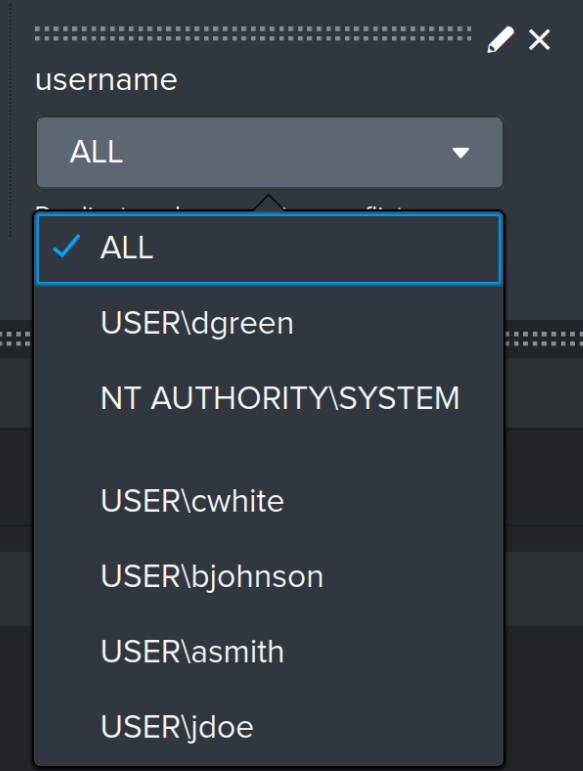 username
ALL
ALL
USER\dgreen
NT AUTHORITY\SYSTEM
USER\cwhite
USER\bjohnson
USER\asmith
USER\jdoe